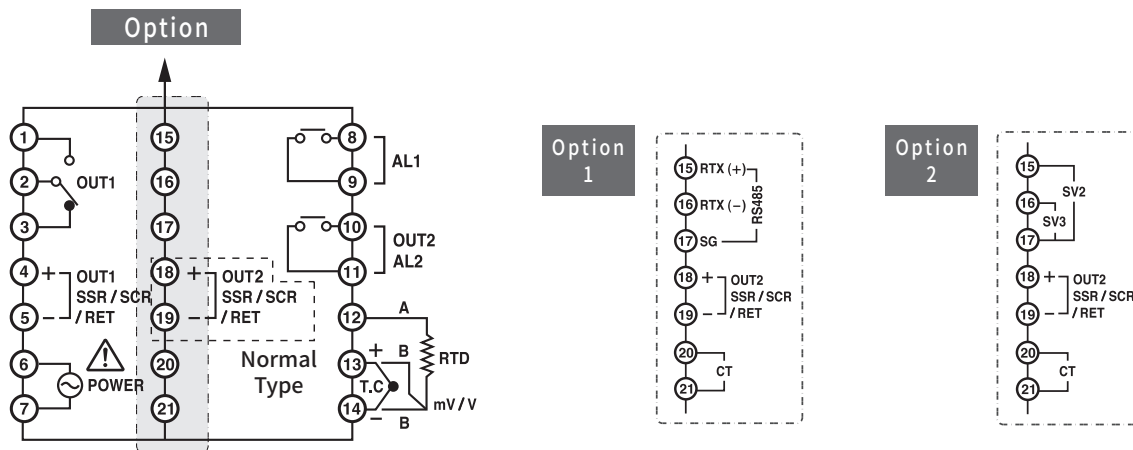 Option
1
2
3
4
5
6
7
OUT1
+
-
OUT1
SSR / SCR
/ RET
POWER
15
16
17
18
19
20
21
+
-
OUT2
SSR / SCR
/ RET
Normal
Type
8
9
10
11
12
13
14
AL1
OUT2
AL2
A
+
B
T.C
RTD
-
B
mV / V
Option
1
15 RTX (+)
16 RTX (-)
17 SG
RS485
18 +
19 -
OUT2
SSR / SCR
/ RET
20
21
CT
Option
2
15
16
17
SV2
SV3
18 +
19 -
OUT2
SSR / SCR
/ RET
20
21
CT